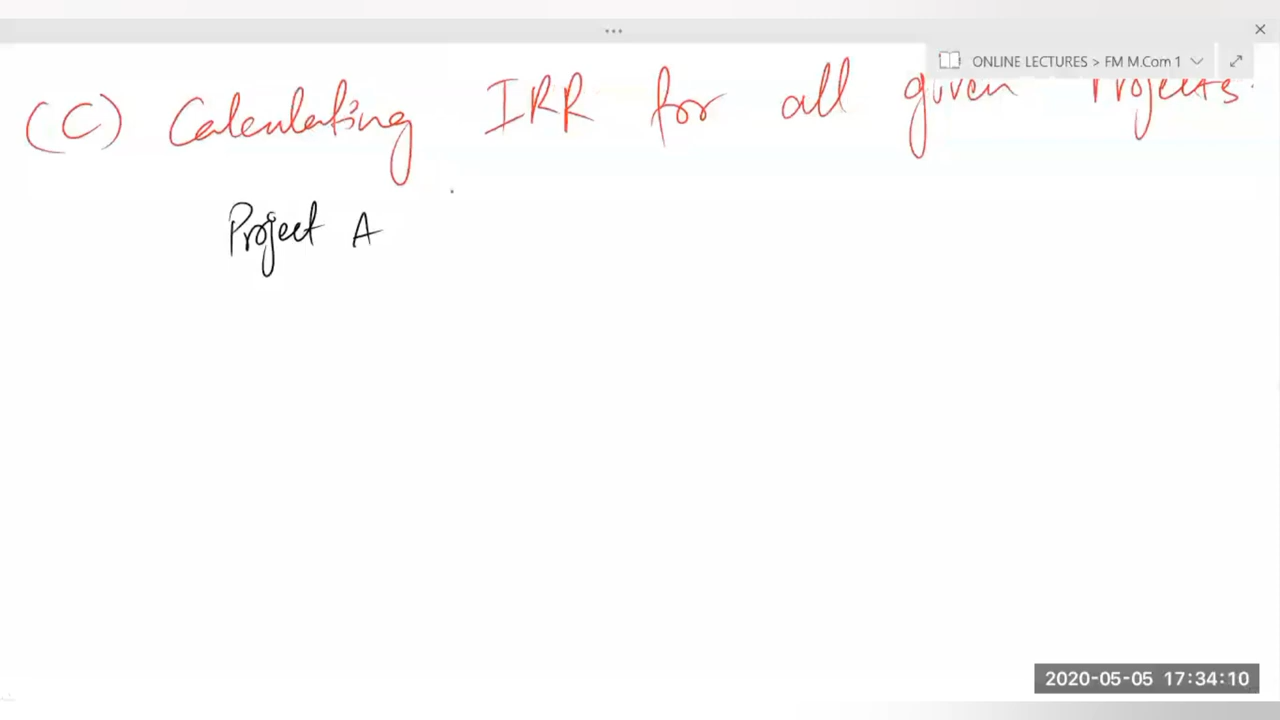 ...
ONLINE LECTURES > FM M.Com 1
(C) Calculating IRR for all given Projects.
Project A
2020-05-05 17:34:10